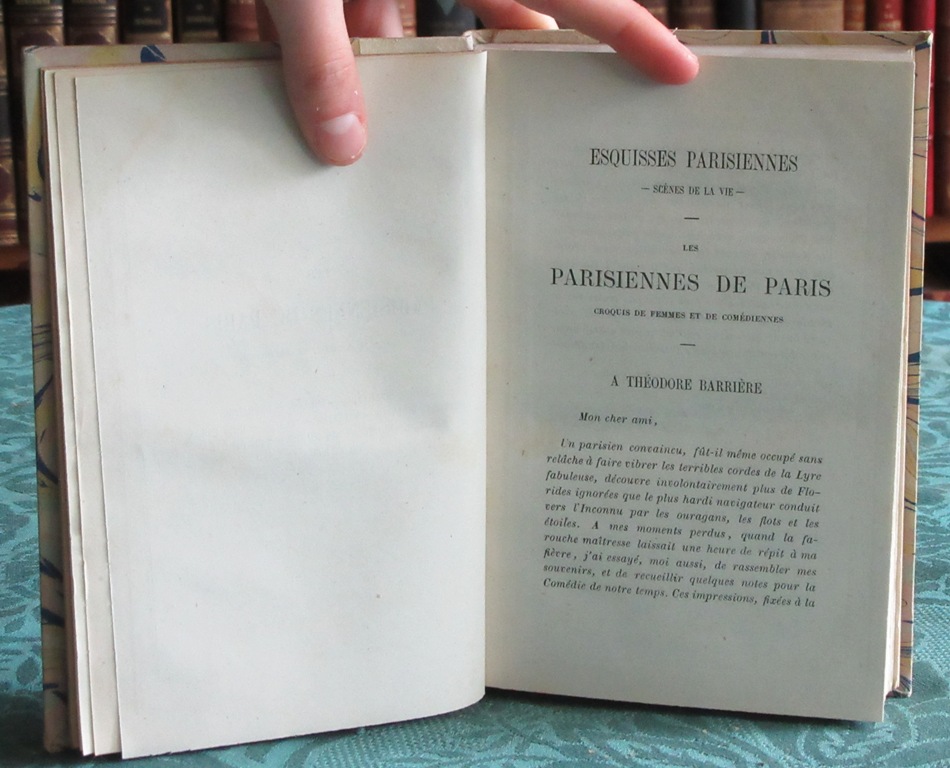 ESQUISSES PARISIENNES
— SCÈNES DE LA VIE —
LES
PARISIENNES DE PARIS
CROQUIS DE FEMMES ET DE COMÉDIENNES
A THÉODORE BARRIÈRE
Mon cher ami,
Un parisien convaincu, fût-il même occupé sans
relâche à faire vibrer les terribles cordes de la Lyre
fabuleuse, découvre involontairement plus de Flo-
rides ignorées que le plus hardi navigateur conduit
vers l'Inconnu par les ouragans, les flots et les
étoiles. A mes moments perdus, quand la fa-
rouche maîtresse laissait une heure de répit à ma
fièvre, j'ai essayé, moi aussi, de rassembler mes
souvenirs, et de recueillir quelques notes pour la
Comédie de notre temps. Ces impressions, fixées à la